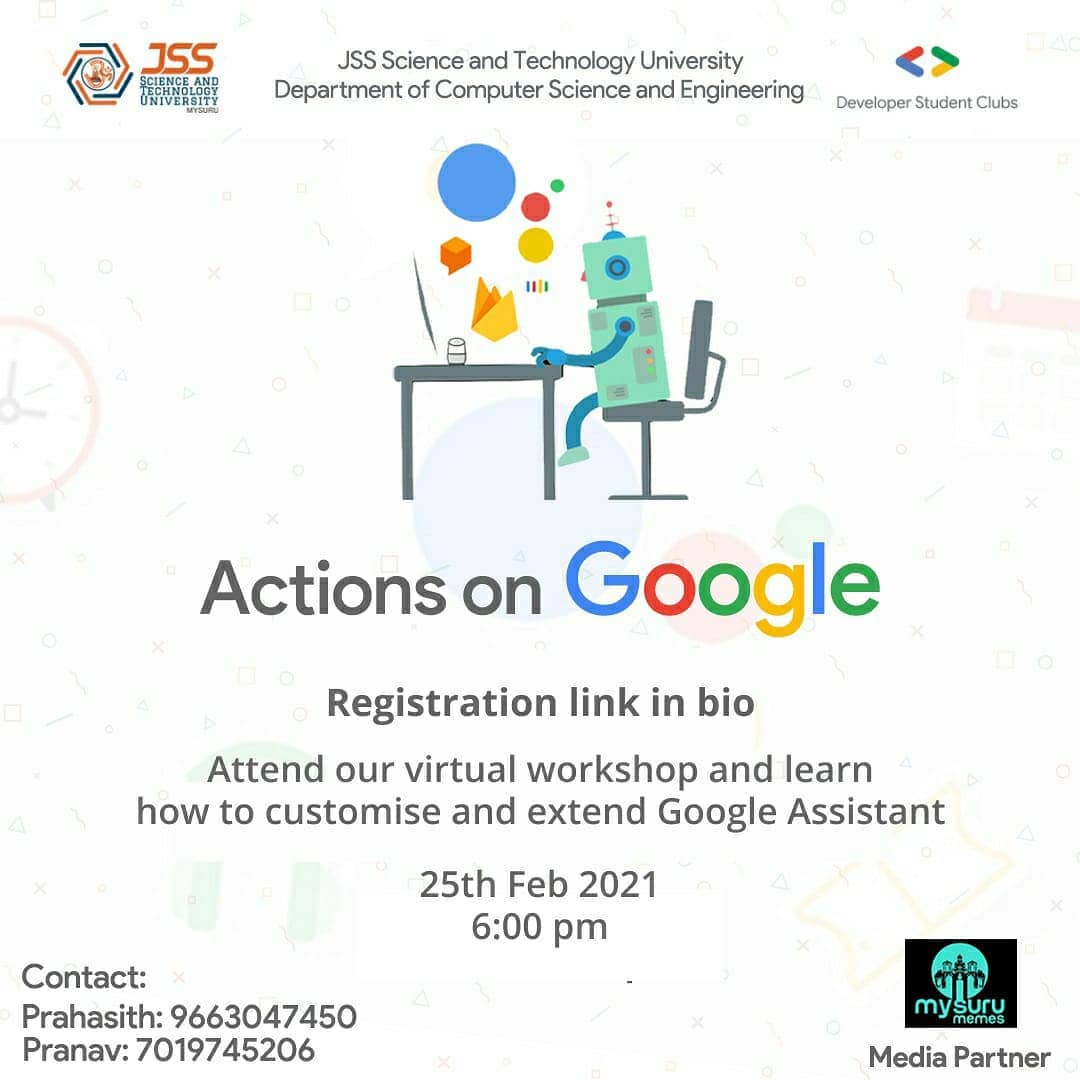 JSS
SCIENCE AND
TECHNOLOGY
UNIVERSITY
MYSURU
JSS Science and Technology University
Department of Computer Science and Engineering
Developer Student Clubs
Actions on Google
Registration link in bio
Attend our virtual workshop and learn
how to customise and extend Google Assistant
25th Feb 2021
6:00 pm
-
Contact:
Prahasith: 9663047450
Pranav: 7019745206
mysuru
memes
Media Partner